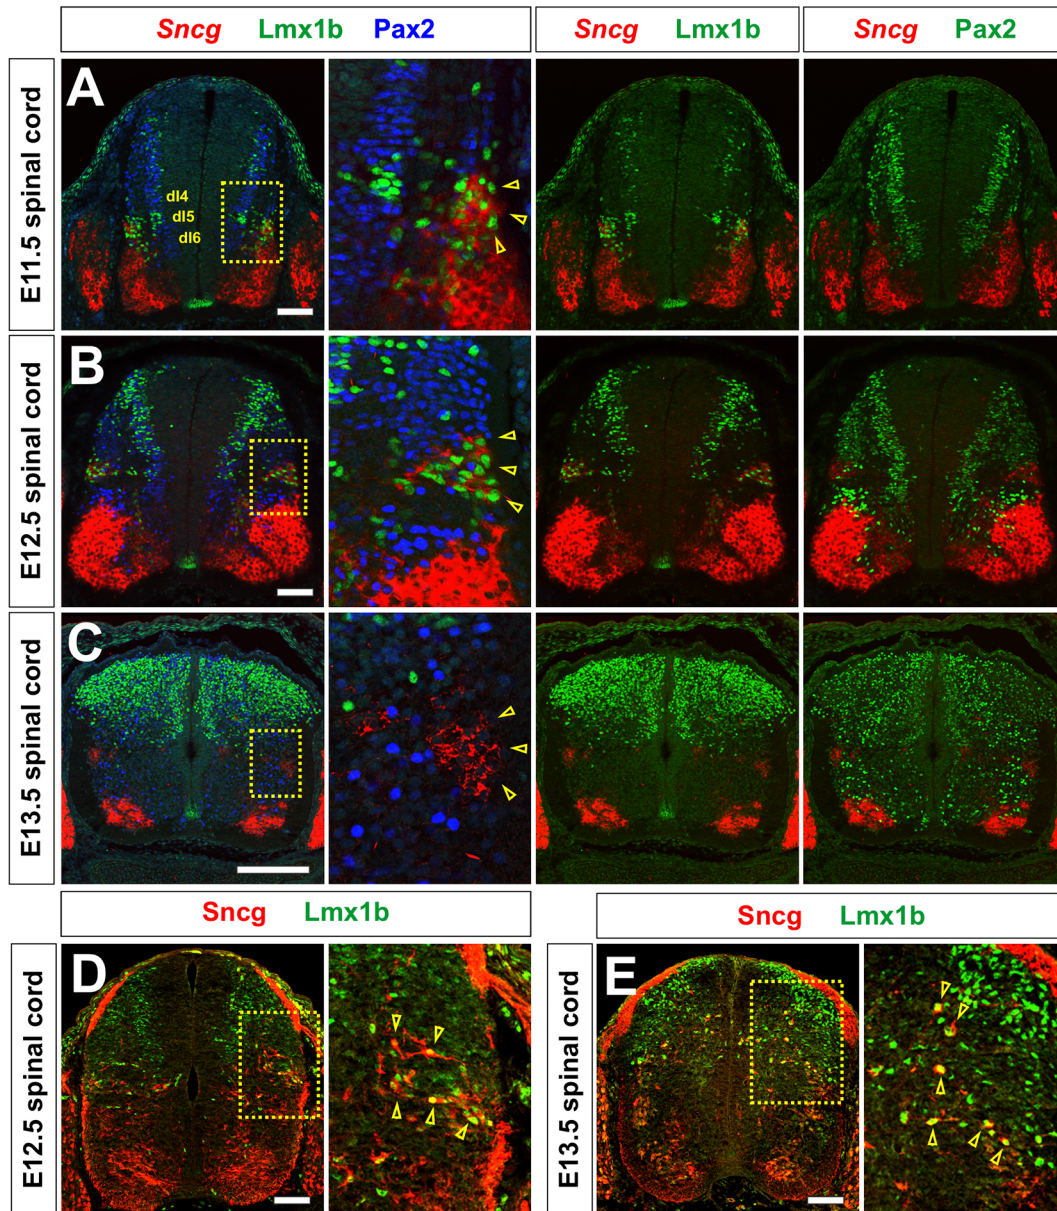 Sncg Lmx1b Pax2
Sncg Lmx1b
Sncg Pax2
E11.5 spinal cord
A
dI4
dI5
dI6
E12.5 spinal cord
B
E13.5 spinal cord
C
Sncg Lmx1b
Sncg Lmx1b
E12.5 spinal cord
D
E13.5 spinal cord
E